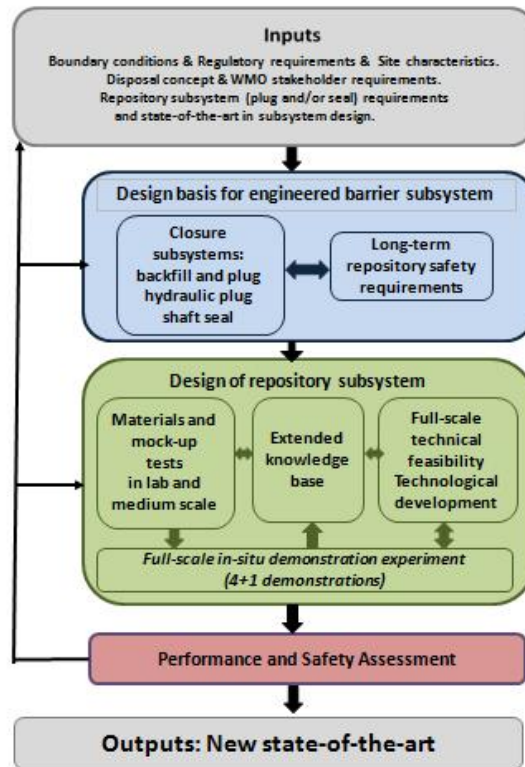 Inputs
Boundary conditions & Regulatory requirements & Site characteristics.
Disposal concept & WMO stakeholder requirements.
Repository subsystem (plug and/or seal) requirements
and state-of-the-art in subsystem design.
Design basis for engineered barrier subsystem
Closure
subsystems:
backfill and plug
hydraulic plug
shaft seal
Long-term
repository safety
requirements
Design of repository subsystem
Materials and
mock-up
tests
in lab and
medium scale
Extended
knowledge
base
Full-scale
technical
feasibility
Technological
development
Full-scale in-situ demonstration experiment
(4+1 demonstrations)
Performance and Safety Assessment
Outputs: New state-of-the-art